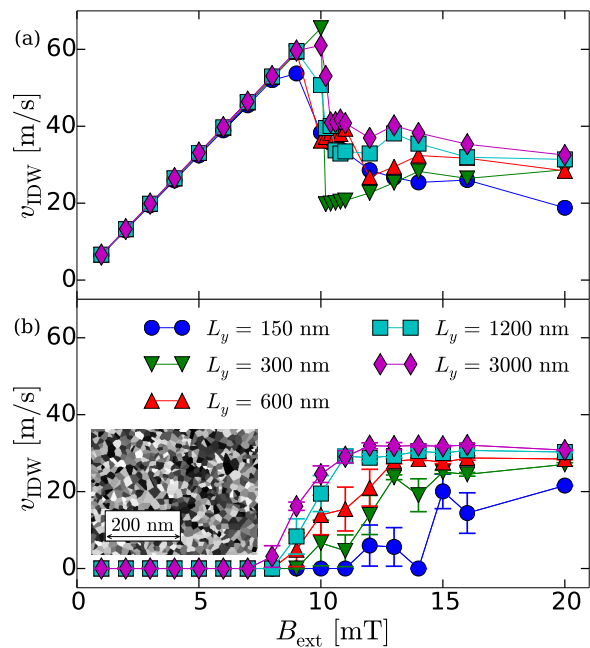 (a)
60
40
20
0
v_IDW [m/s]
(b)
L_y = 150 nm
L_y = 300 nm
L_y = 600 nm
L_y = 1200 nm
L_y = 3000 nm
60
40
20
0
v_IDW [m/s]
200 nm
0 5 10 15 20
B_ext [mT]